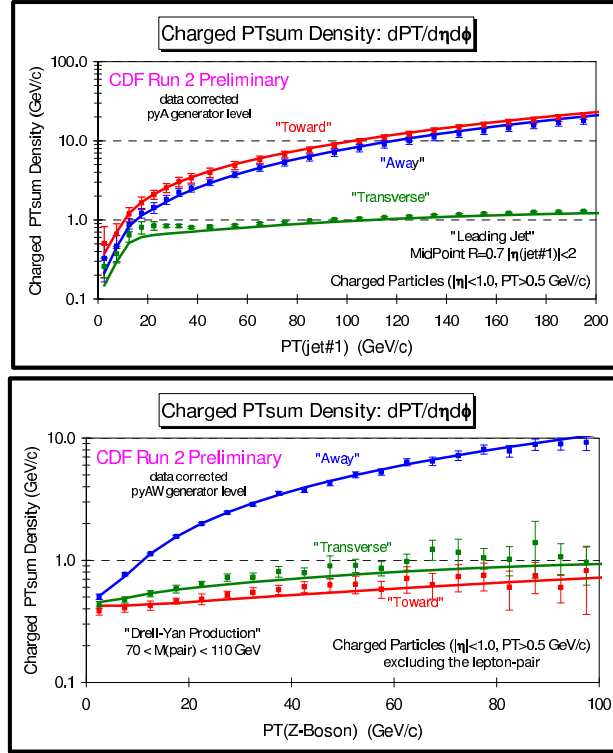 Charged PTsum Density: dPT/dηdϕ
Charged PTsum Density (GeV/c)
100.0
10.0
1.0
0.1
CDF Run 2 Preliminary
data corrected
pyA generator level
"Toward"
"Away"
"Transverse"
"Leading Jet"
MidPoint R=0.7 |η(jet#1)|<2
Charged Particles (|η|<1.0, PT>0.5 GeV/c)
0 20 40 60 80 100 120 140 160 180 200
PT(jet#1) (GeV/c)
Charged PTsum Density: dPT/dηdϕ
Charged PTsum Density (GeV/c)
10.0
1.0
0.1
CDF Run 2 Preliminary
data corrected
pyAW generator level
"Away"
"Transverse"
"Toward"
"Drell-Yan Production"
70 < M(pair) < 110 GeV
Charged Particles (|η|<1.0, PT>0.5 GeV/c)
excluding the lepton-pair
0 20 40 60 80 100
PT(Z-Boson) (GeV/c)